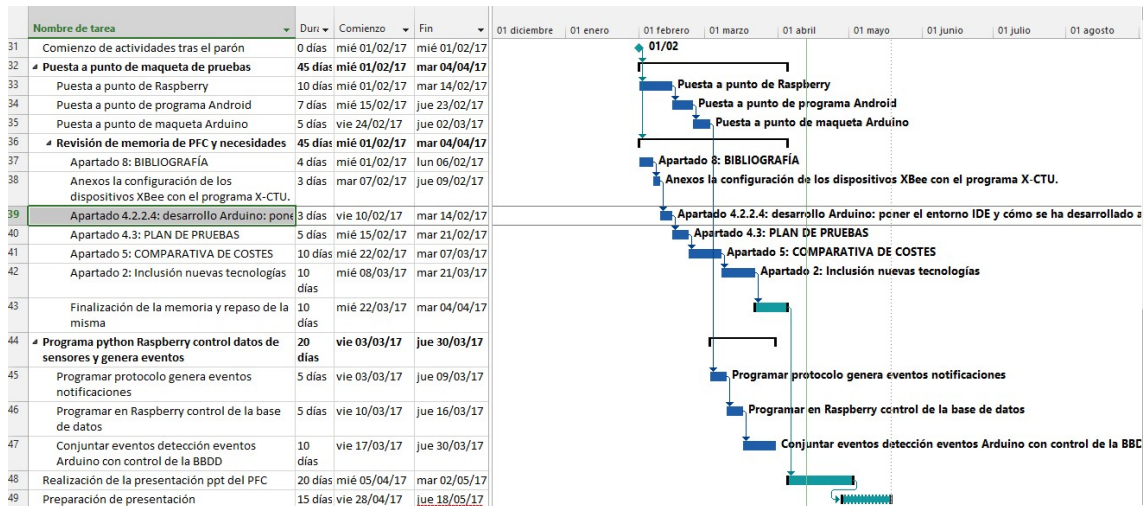 Nombre de tarea Dura Comienzo Fin 01 diciembre 01 enero 01 febrero 01 marzo 01 abril 01 mayo 01 junio 01 julio 01 agosto
31 Comienzo de actividades tras el parón 0 días mié 01/02/17 mié 01/02/17 01/02
32 Puesta a punto de maqueta de pruebas 45 días mié 01/02/17 mar 04/04/17
33 Puesta a punto de Raspberry 10 días mié 01/02/17 mar 14/02/17 Puesta a punto de Raspberry
34 Puesta a punto de programa Android 7 días mié 15/02/17 jue 23/02/17 Puesta a punto de programa Android
35 Puesta a punto de maqueta Arduino 5 días vie 24/02/17 jue 02/03/17 Puesta a punto de maqueta Arduino
36 Revisión de memoria de PFC y necesidades 45 días mié 01/02/17 mar 04/04/17
37 Apartado 8: BIBLIOGRAFÍA 4 días mié 01/02/17 lun 06/02/17 Apartado 8: BIBLIOGRAFÍA
38 Anexos la configuración de los 3 días mar 07/02/17 jue 09/02/17 Anexos la configuración de los dispositivos XBee con el programa X-CTU.
dispositivos XBee con el programa X-CTU.
39 Apartado 4.2.2.4: desarrollo Arduino: pone 3 días vie 10/02/17 mar 14/02/17 Apartado 4.2.2.4: desarrollo Arduino: poner el entorno IDE y cómo se ha desarrollado a
40 Apartado 4.3: PLAN DE PRUEBAS 5 días mié 15/02/17 mar 21/02/17 Apartado 4.3: PLAN DE PRUEBAS
41 Apartado 5: COMPARATIVA DE COSTES 10 días mié 22/02/17 mar 07/03/17 Apartado 5: COMPARATIVA DE COSTES
42 Apartado 2: Inclusión nuevas tecnologías 10 mié 08/03/17 mar 21/03/17 Apartado 2: Inclusión nuevas tecnologías
días
43 Finalización de la memoria y repaso de la 10 mié 22/03/17 mar 04/04/17
misma días
44 Programa python Raspberry control datos de 20 vie 03/03/17 jue 30/03/17
sensores y genera eventos días
45 Programar protocolo genera eventos 5 días vie 03/03/17 jue 09/03/17 Programar protocolo genera eventos notificaciones
notificaciones
46 Programar en Raspberry control de la base 5 días vie 10/03/17 jue 16/03/17 Programar en Raspberry control de la base de datos
de datos
47 Conjuntar eventos detección eventos 10 vie 17/03/17 jue 30/03/17 Conjuntar eventos detección eventos Arduino con control de la BBD
Arduino con control de la BBDD días
48 Realización de la presentación ppt del PFC 20 días mié 05/04/17 mar 02/05/17
49 Preparación de presentación 15 días vie 28/04/17 jue 18/05/17